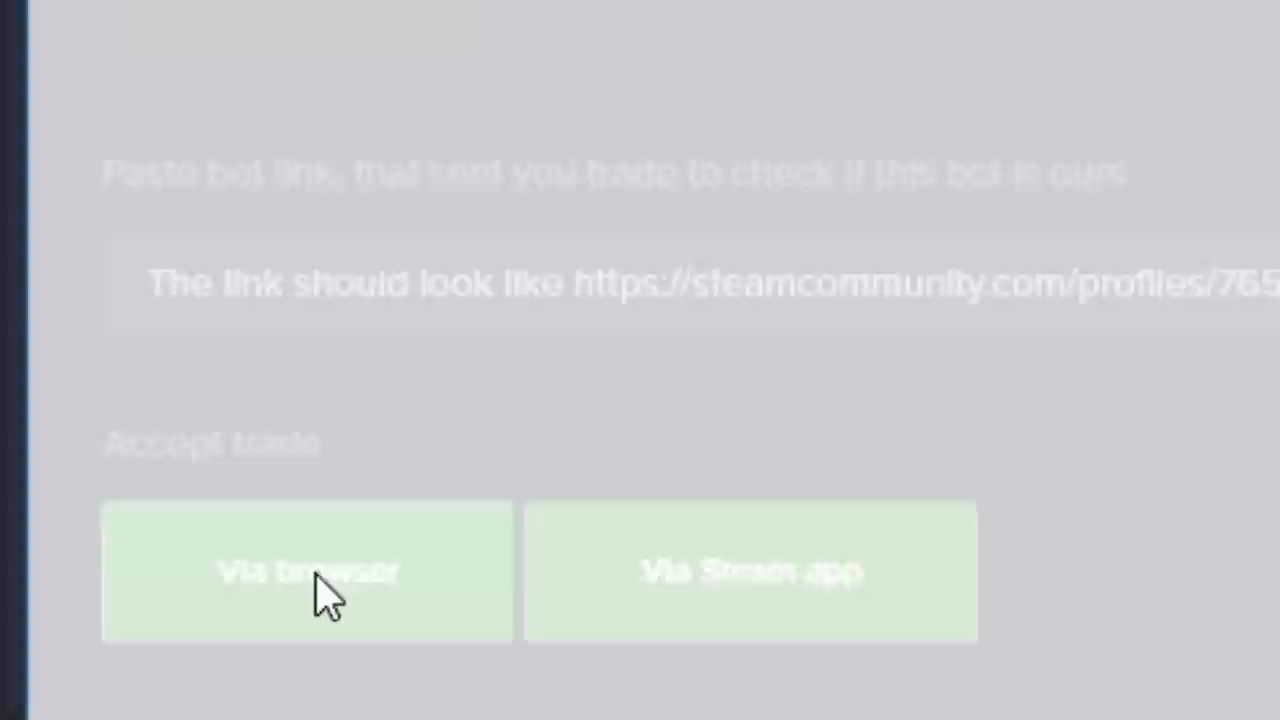 Paste bot link, that sent you trade to check if this bot is ours
The link should look like https://steamcommunity.com/profiles/765
Accept trade
Via browser
Via Steam app